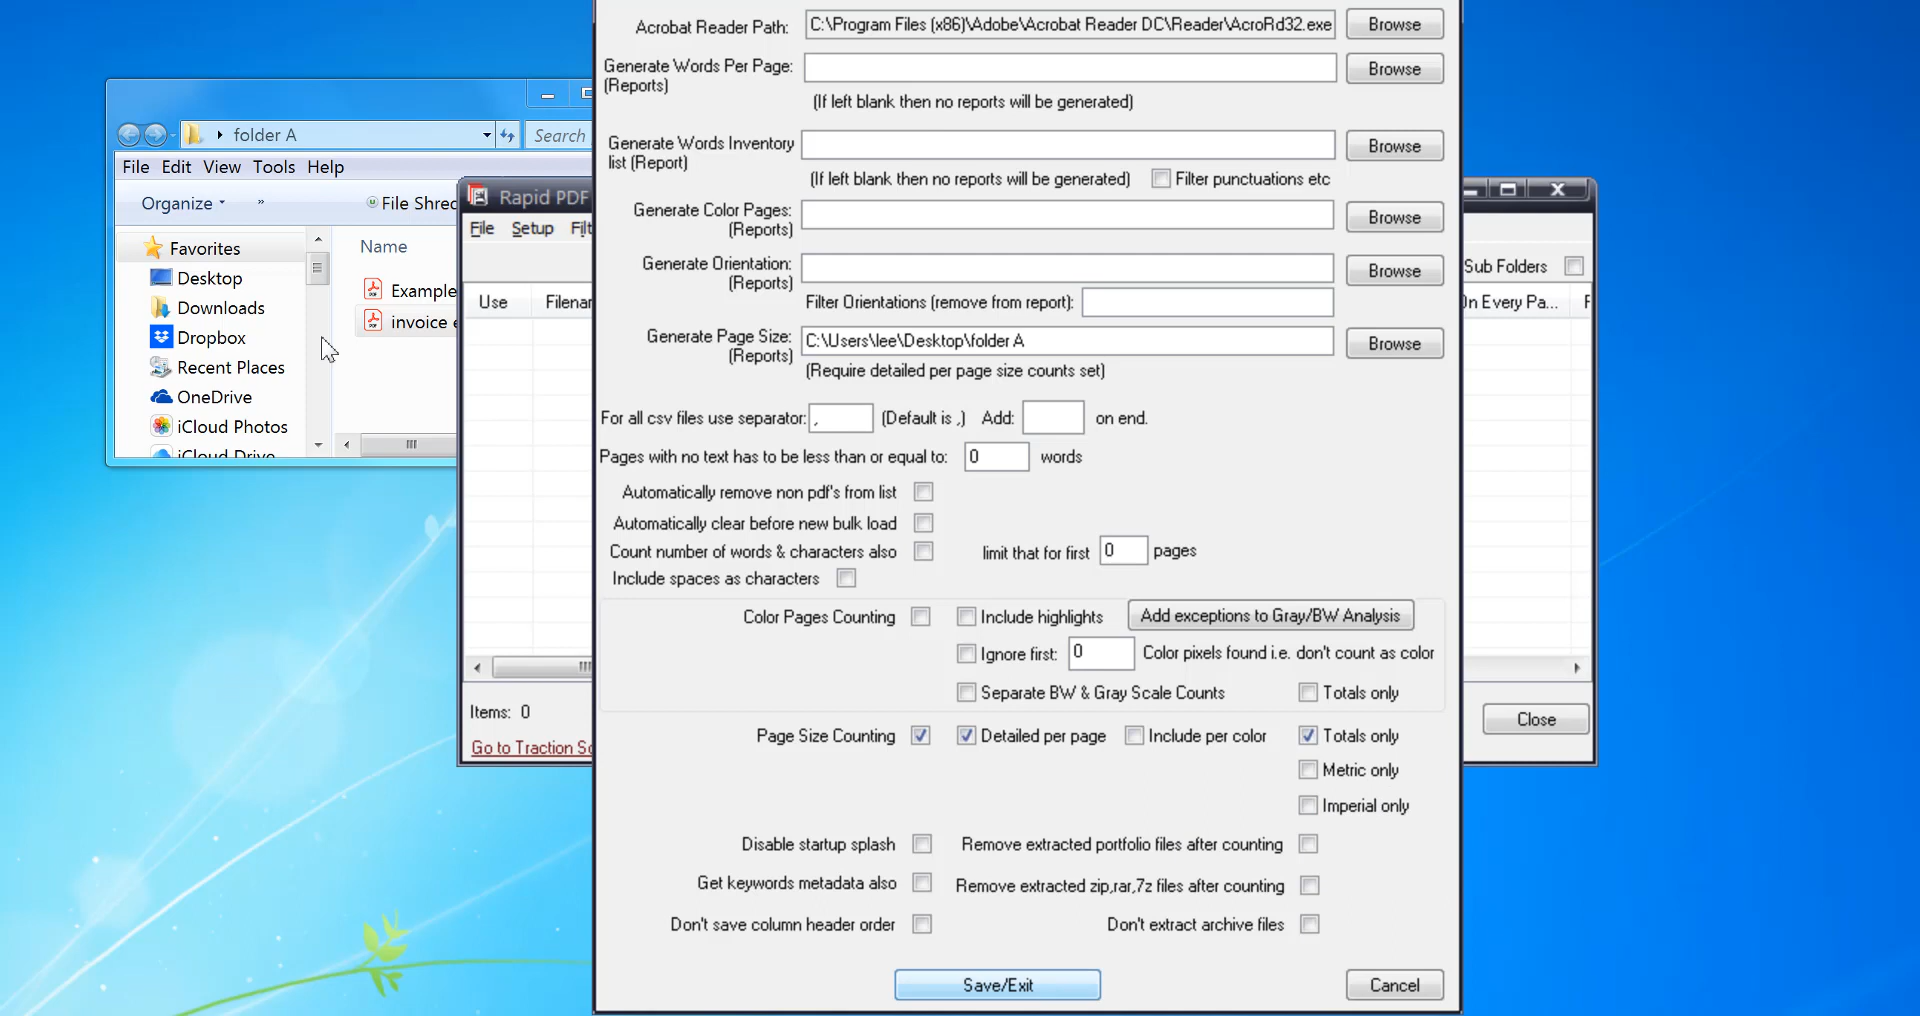 folder A
Search
File Edit View Tools Help
Organize
»
File Shred
Name
Favorites
Desktop
Downloads
Dropbox
Recent Places
OneDrive
iCloud Photos
iCloud Drive
Example
invoice e
Rapid PDF
File Setup Filt
Use Filenam
Items: 0
Go to Traction So
Acrobat Reader Path: C:\Program Files (x86)\Adobe\Acrobat Reader DC\Reader\AcroRd32.exe Browse
Generate Words Per Page: Browse
(Reports)
(If left blank then no reports will be generated)
Generate Words Inventory Browse
list (Report)
(If left blank then no reports will be generated) Filter punctuations etc
Generate Color Pages: Browse
(Reports)
Generate Orientation: Browse
(Reports)
Filter Orientations (remove from report):
Generate Page Size: C:\Users\lee\Desktop\folder A Browse
(Reports)
(Require detailed per page size counts set)
For all csv files use separator: , (Default is ,) Add: on end.
Pages with no text has to be less than or equal to: 0 words
Automatically remove non pdf's from list
Automatically clear before new bulk load
Count number of words & characters also limit that for first 0 pages
Include spaces as characters
Color Pages Counting Include highlights Add exceptions to Gray/BW Analysis
Ignore first: 0 Color pixels found i.e. don't count as color
Separate BW & Gray Scale Counts Totals only
Page Size Counting Detailed per page Include per color Totals only
Metric only
Imperial only
Disable startup splash Remove extracted portfolio files after counting
Get keywords metadata also Remove extracted zip,rar,7z files after counting
Don't save column header order Don't extract archive files
Save/Exit Cancel
Sub Folders
On Every Pa... F
Close